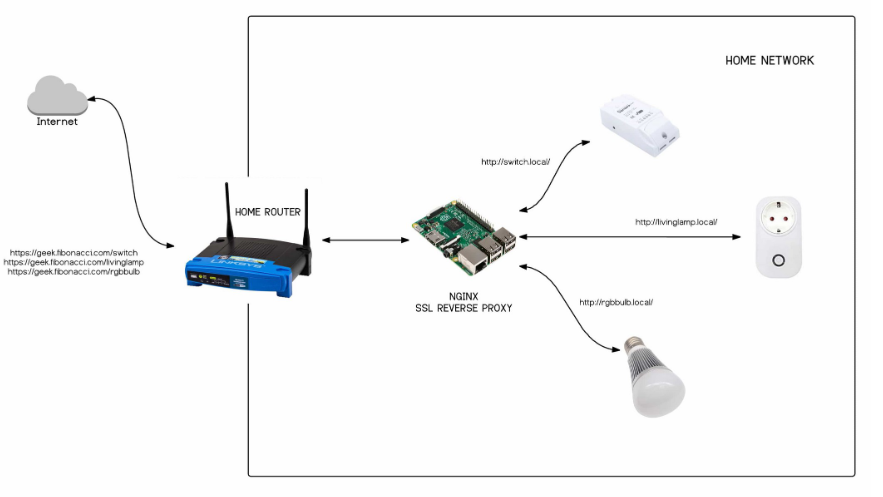 HOME NETWORK
Internet
http://switch.local/
HOME ROUTER
http://livinglamp.local/
https://geek.fibonacci.com/switch
https://geek.fibonacci.com/livinglamp
https://geek.fibonacci.com/rgbbulb
LINKSYS
NGINX
SSL REVERSE PROXY
http://rgbbulb.local/